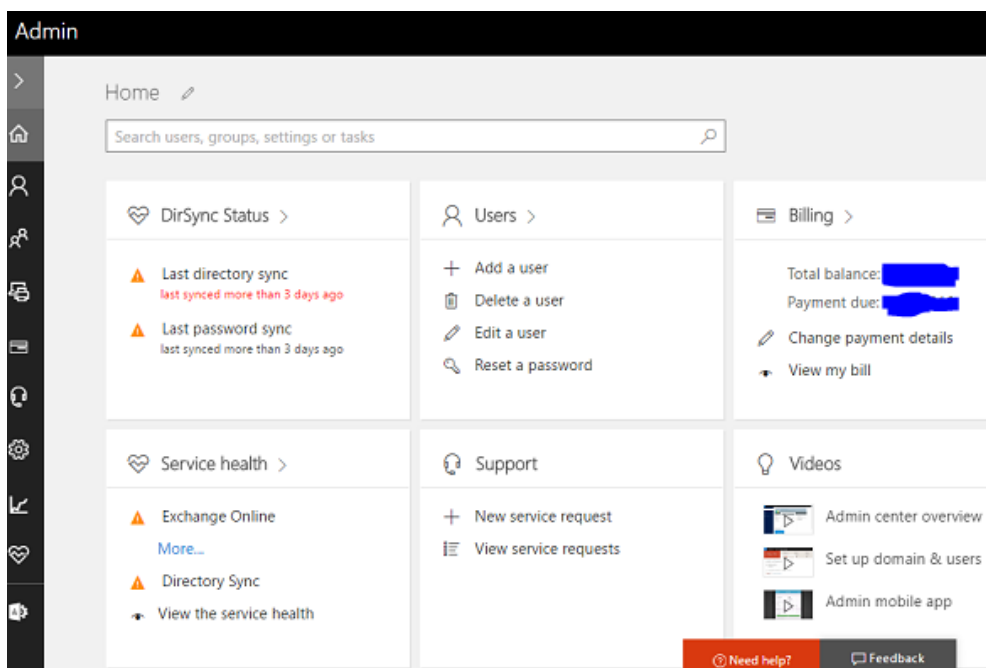 Admin
Home
Search users, groups, settings or tasks
DirSync Status
Last directory sync
last synced more than 3 days ago
Last password sync
last synced more than 3 days ago
Users
Add a user
Delete a user
Edit a user
Reset a password
Billing
Total balance:
Payment due:
Change payment details
View my bill
Service health
Exchange Online
More...
Directory Sync
View the service health
Support
New service request
View service requests
Videos
Admin center overview
Set up domain & users
Admin mobile app
Need help?
Feedback